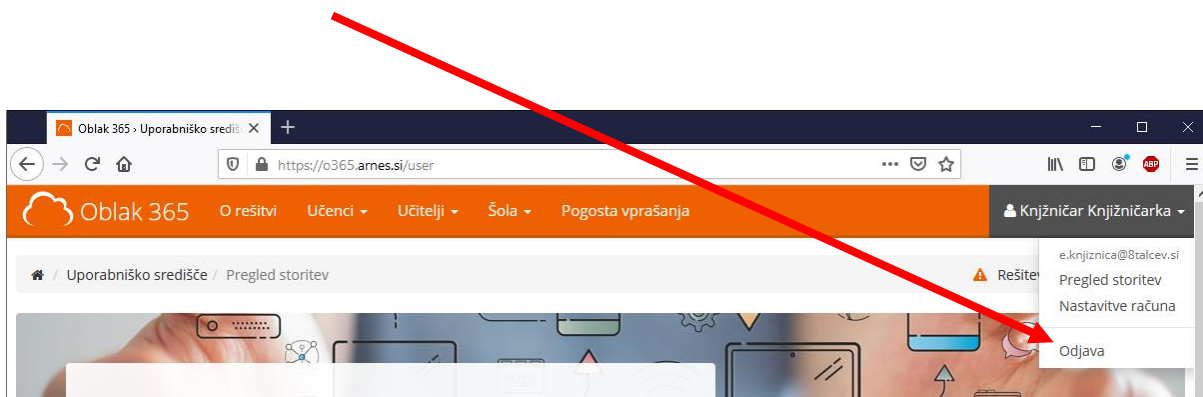 Oblak 365 › Uporabniško središ
https://o365.arnes.si/user
ABP
Oblak 365 O rešitvi Učenci Učitelji Šola Pogosta vprašanja Knjžničar Knjižničarka
e.knjiznica@8talcev.si
/ Uporabniško središče / Pregled storitev
Rešitev
Pregled storitev
Nastavitve računa
Odjava